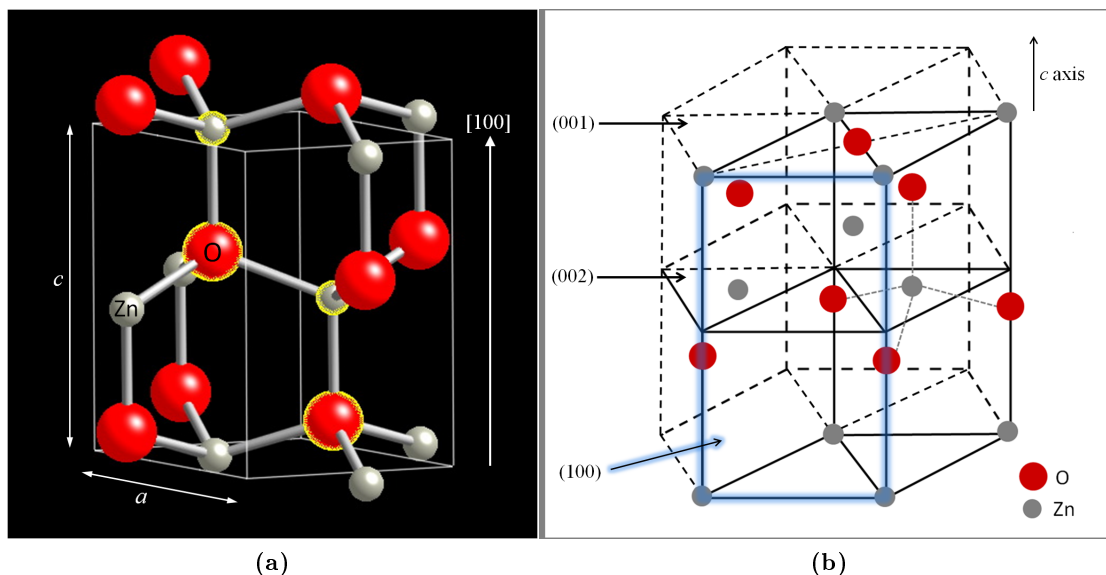 [100]
O
c
Zn
a
(a)
c axis
(001)
(002)
(100)
O
Zn
(b)